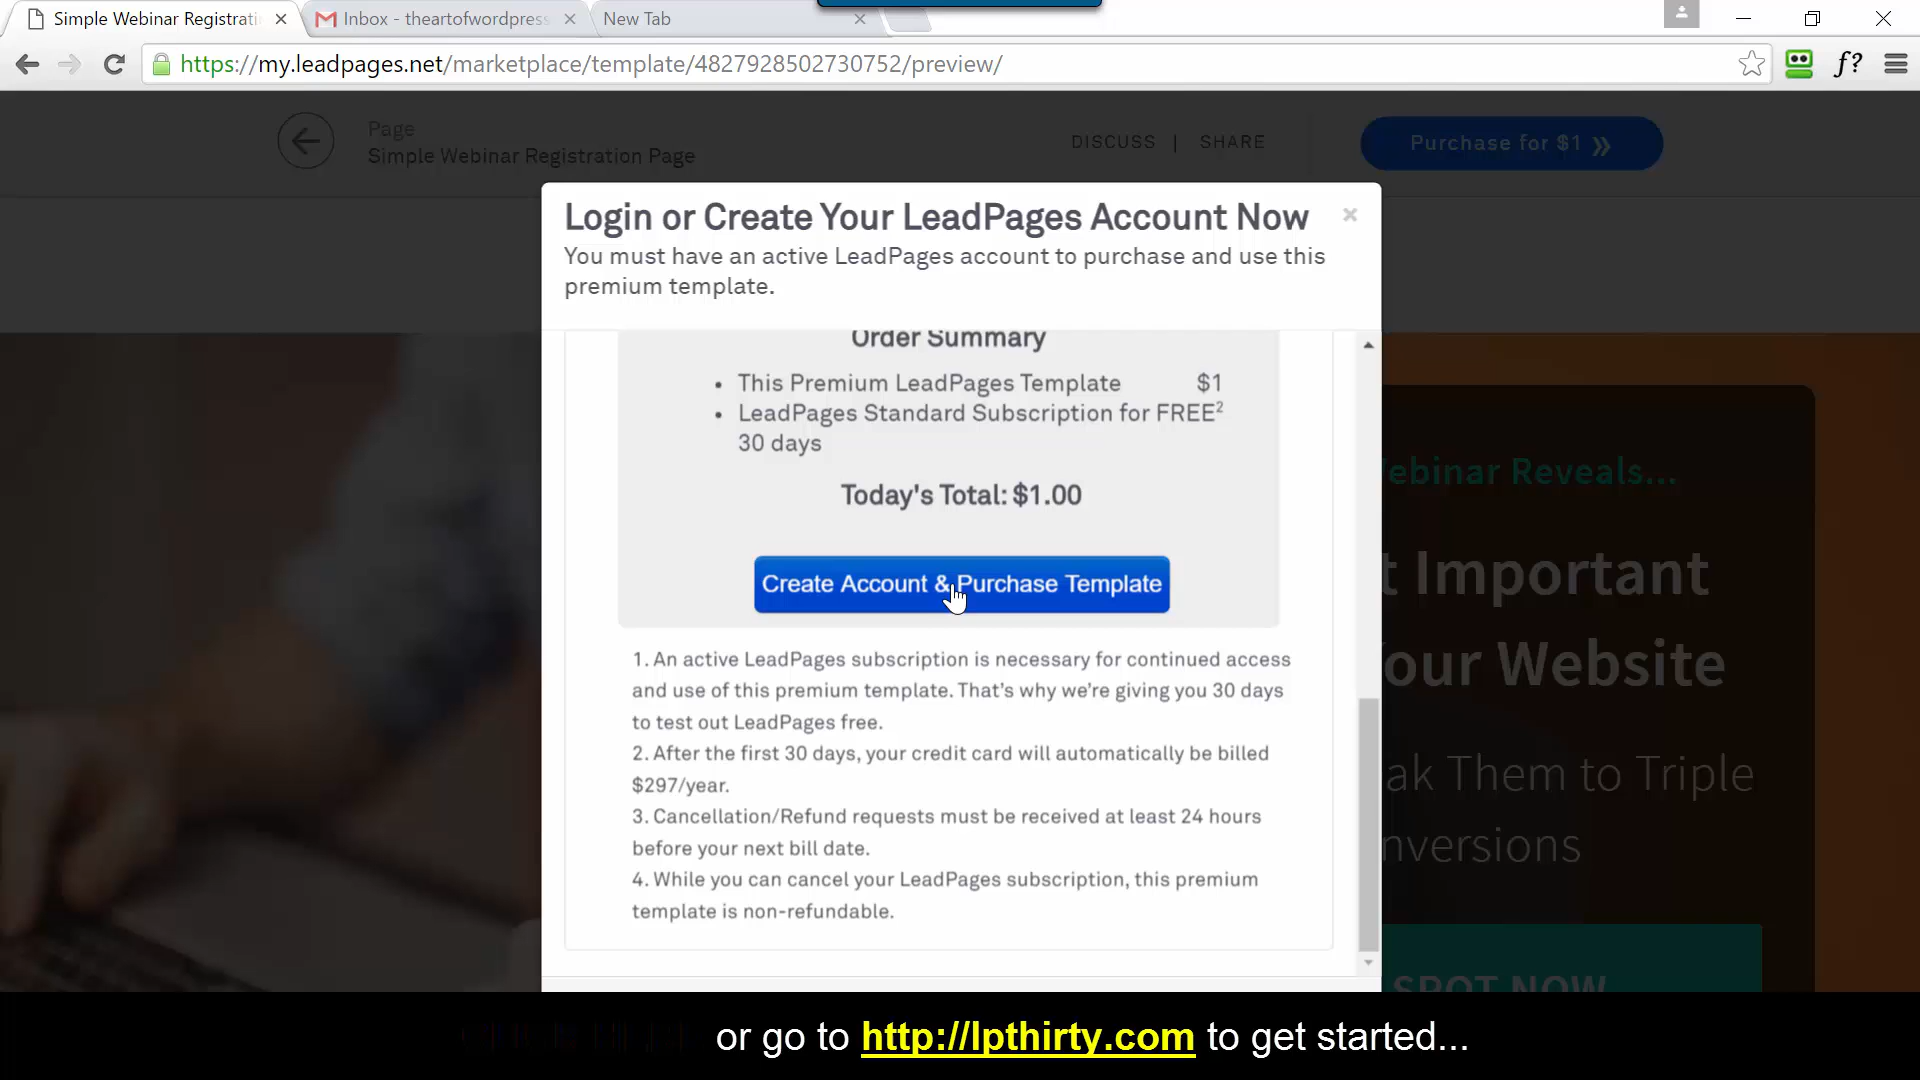 Simple Webinar Registrati
Inbox - theartofwordpress
New Tab
https://my.leadpages.net/marketplace/template/4827928502730752/preview/
f?
Page
Simple Webinar Registration Page
DISCUSS | SHARE
Purchase for $1 »
Login or Create Your LeadPages Account Now
You must have an active LeadPages account to purchase and use this
premium template.
Order Summary
• This Premium LeadPages Template $1
• LeadPages Standard Subscription for FREE2
30 days
Today's Total: $1.00
Create Account & Purchase Template
1. An active LeadPages subscription is necessary for continued access
and use of this premium template. That's why we're giving you 30 days
to test out LeadPages free.
2. After the first 30 days, your credit card will automatically be billed
$297/year.
3. Cancellation/Refund requests must be received at least 24 hours
before your next bill date.
4. While you can cancel your LeadPages subscription, this premium
template is non-refundable.
ebinar Reveals...
t Important
our Website
ak Them to Triple
nversions
SPOT NOW
or go to http://lpthirty.com to get started...